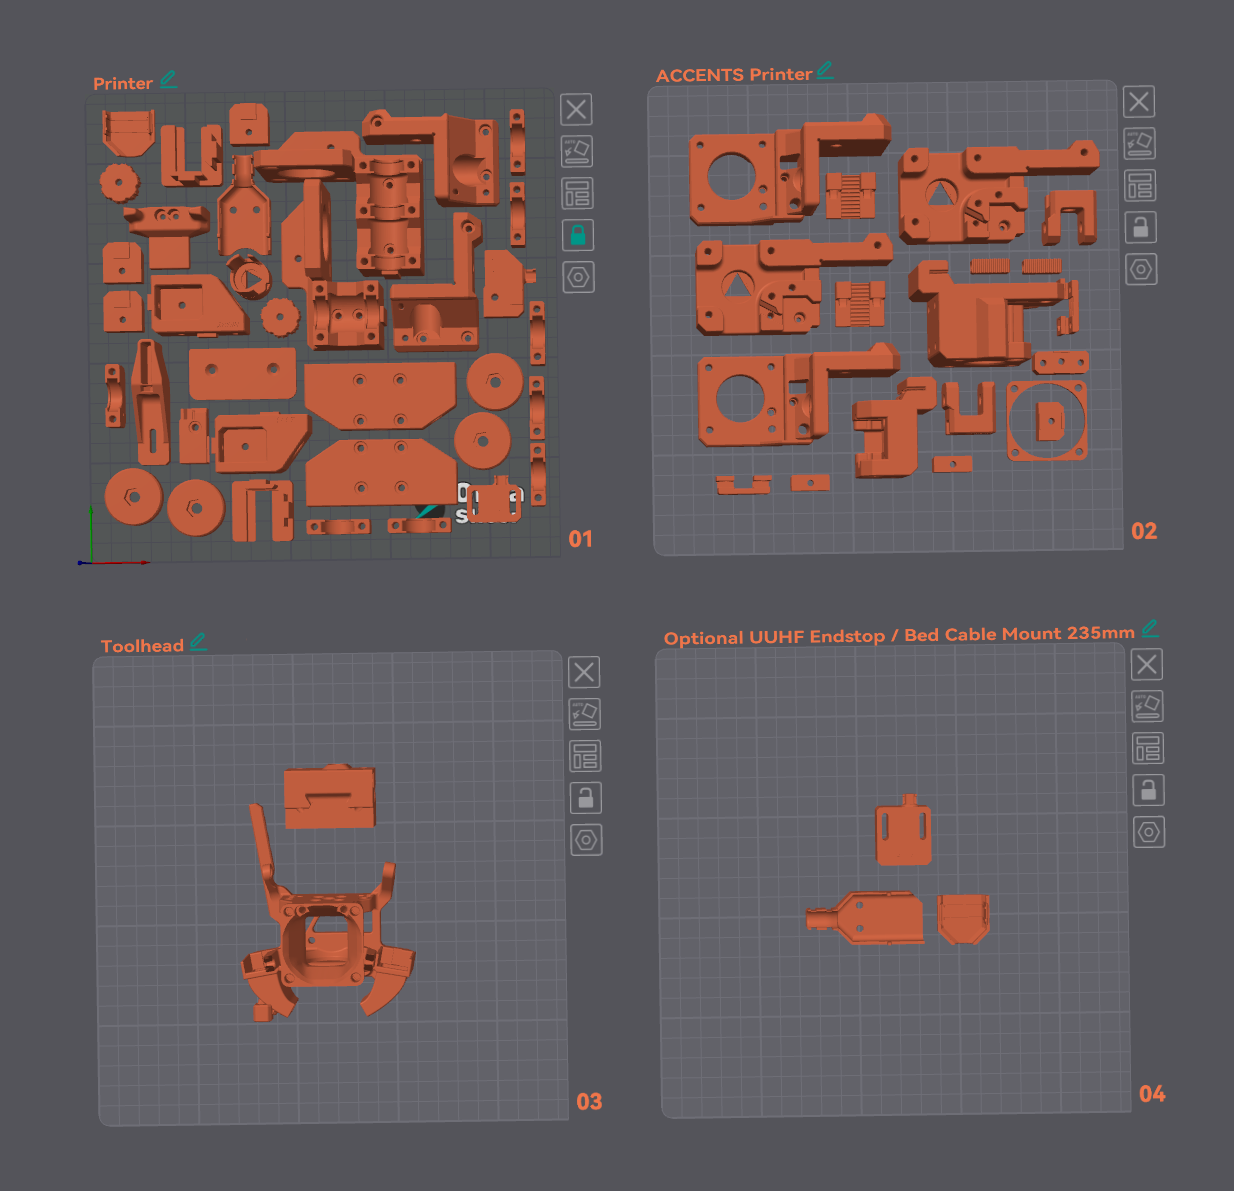 Printer
ACCENTS Printer
01
02
Toolhead
Optional UUHF Endstop / Bed Cable Mount 235mm
03
04